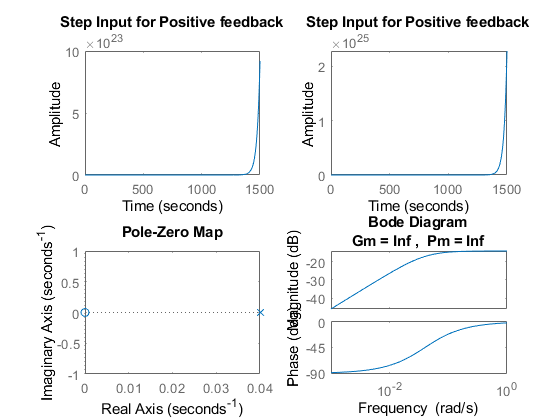 Step Input for Positive feedback
×10^23
10
5
0
Amplitude
0 500 1000 1500
Time (seconds)
Step Input for Positive feedback
×10^25
2
1
0
Amplitude
0 500 1000 1500
Time (seconds)
Pole-Zero Map
1
0.5
0
-0.5
-1
Imaginary Axis (seconds^-1)
0 0.01 0.02 0.03 0.04
Real Axis (seconds^-1)
Bode Diagram
Gm = Inf , Pm = Inf
-20
-30
-40
Magnitude (dB)
0
-45
-90
Phase (deg)
10^-2 10^0
Frequency (rad/s)